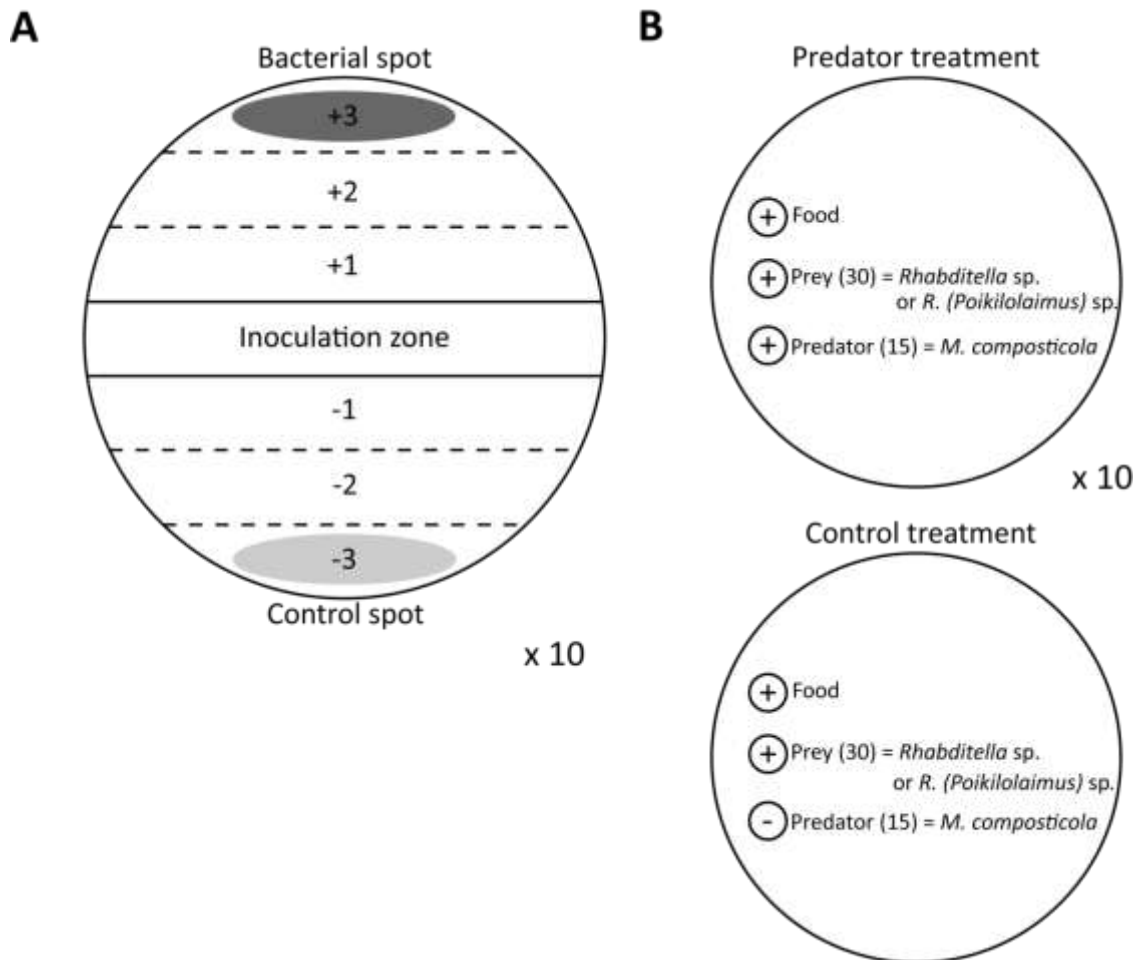 A
Bacterial spot
+3
+2
+1
Inoculation zone
-1
-2
-3
Control spot
x 10
B
Predator treatment
+ Food
+ Prey (30) = Rhabditella sp.
or R. (Poikilolaimus) sp.
+ Predator (15) = M. composticola
x 10
Control treatment
+ Food
+ Prey (30) = Rhabditella sp.
or R. (Poikilolaimus) sp.
- Predator (15) = M. composticola